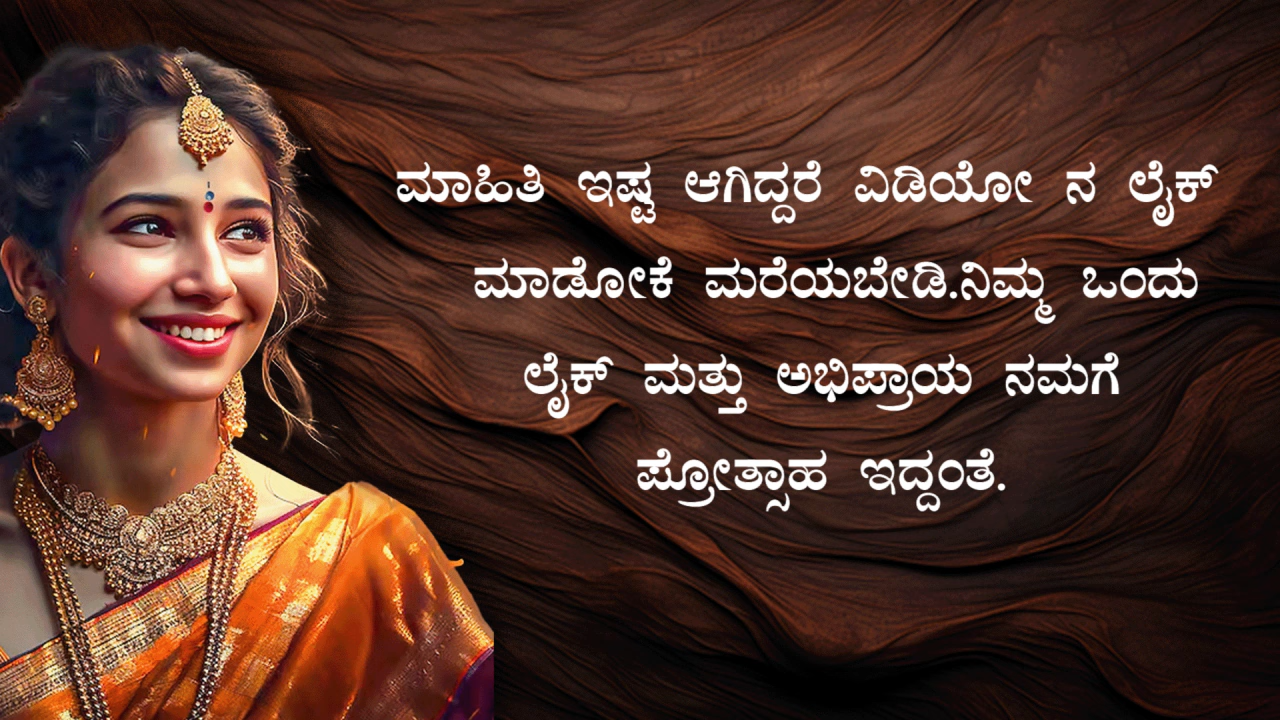 ಮಾಹಿತಿ ಇಷ್ಟ ಆಗಿದ್ದರೆ ವಿಡಿಯೋ ನ ಲೈಕ್
ಮಾಡೋಕೆ ಮರೆಯಬೇಡಿ.ನಿಮ್ಮ ಒಂದು
ಲೈಕ್ ಮತ್ತು ಅಭಿಪ್ರಾಯ ನಮಗೆ
ಪ್ರೋತ್ಸಾಹ ಇದ್ದಂತೆ.